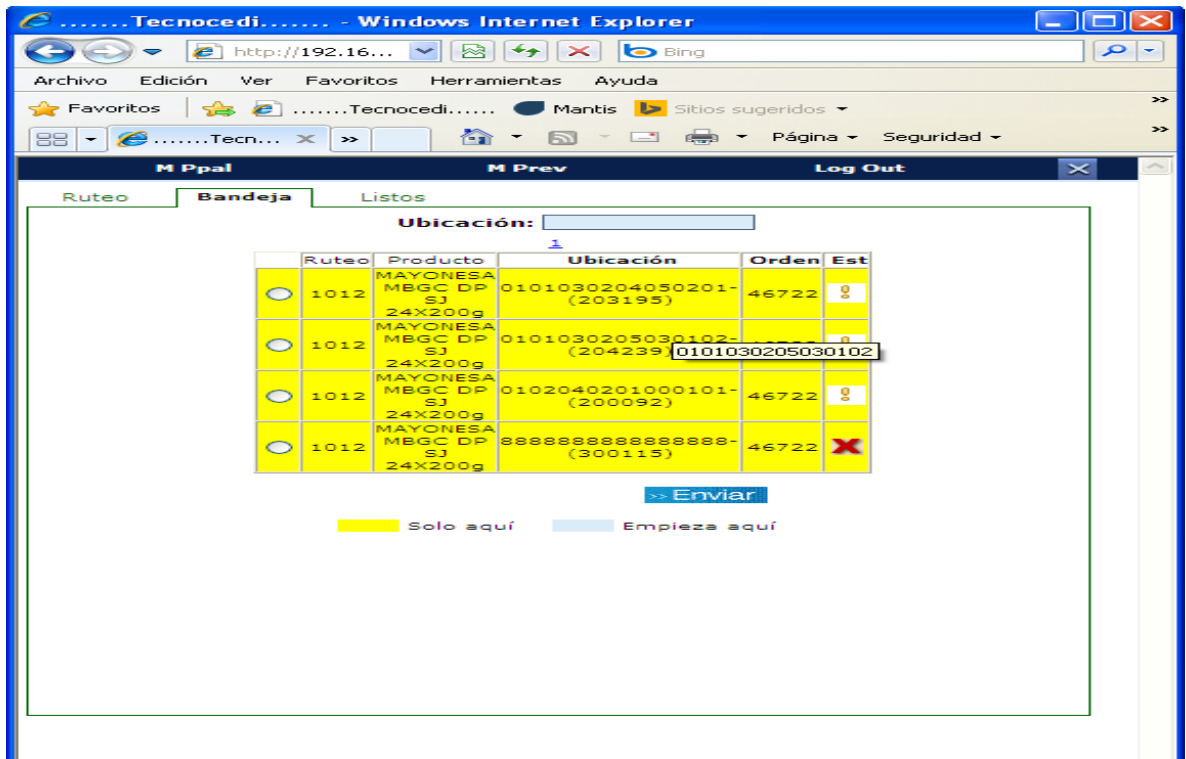 .......Tecnocedi....... - Windows Internet Explorer
http://192.16... Bing
Archivo Edición Ver Favoritos Herramientas Ayuda
Favoritos .......Tecnocedi...... Mantis Sitios sugeridos
.......Tecn... Página Seguridad
M Ppal M Prev Log Out
Ruteo Bandeja Listos
Ubicación:
1
Ruteo Producto Ubicación Orden Est
1012 MAYONESA MBGC DP SJ 24X200g 0101030204050201-(203195) 46722
1012 MAYONESA MBGC DP SJ 24X200g 0101030205030102-(204239)
0101030205030102
1012 MAYONESA MBGC DP SJ 24X200g 0102040201000101-(200092) 46722
1012 MAYONESA MBGC DP SJ 24X200g 8888888888888888-(300115) 46722
>> Enviar
Solo aquí Empieza aquí